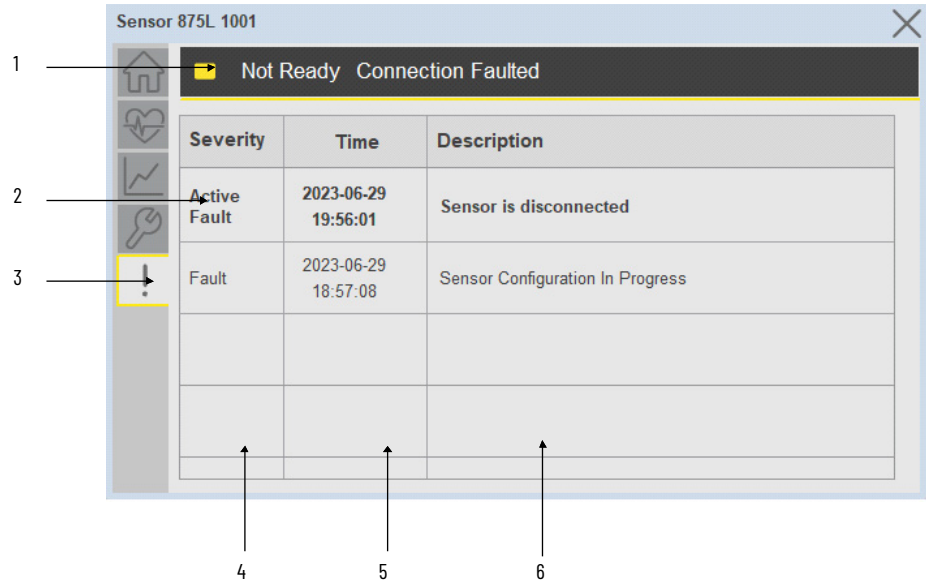 Sensor 875L 1001
1
Not Ready Connection Faulted
Severity Time Description
2
Active Fault
2023-06-29
19:56:01
Sensor is disconnected
3
Fault
2023-06-29
18:57:08
Sensor Configuration In Progress
4 5 6